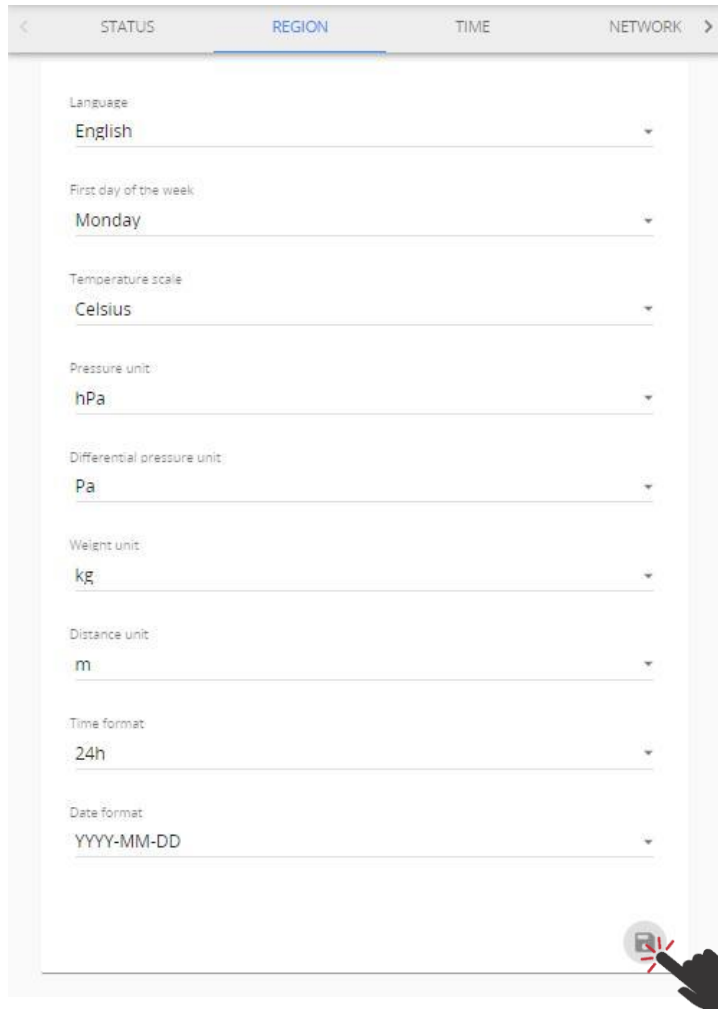 STATUS REGION TIME NETWORK
Language
English
First day of the week
Monday
Temperature scale
Celsius
Pressure unit
hPa
Differential pressure unit
Pa
Weight unit
kg
Distance unit
m
Time format
24h
Date format
YYYY-MM-DD